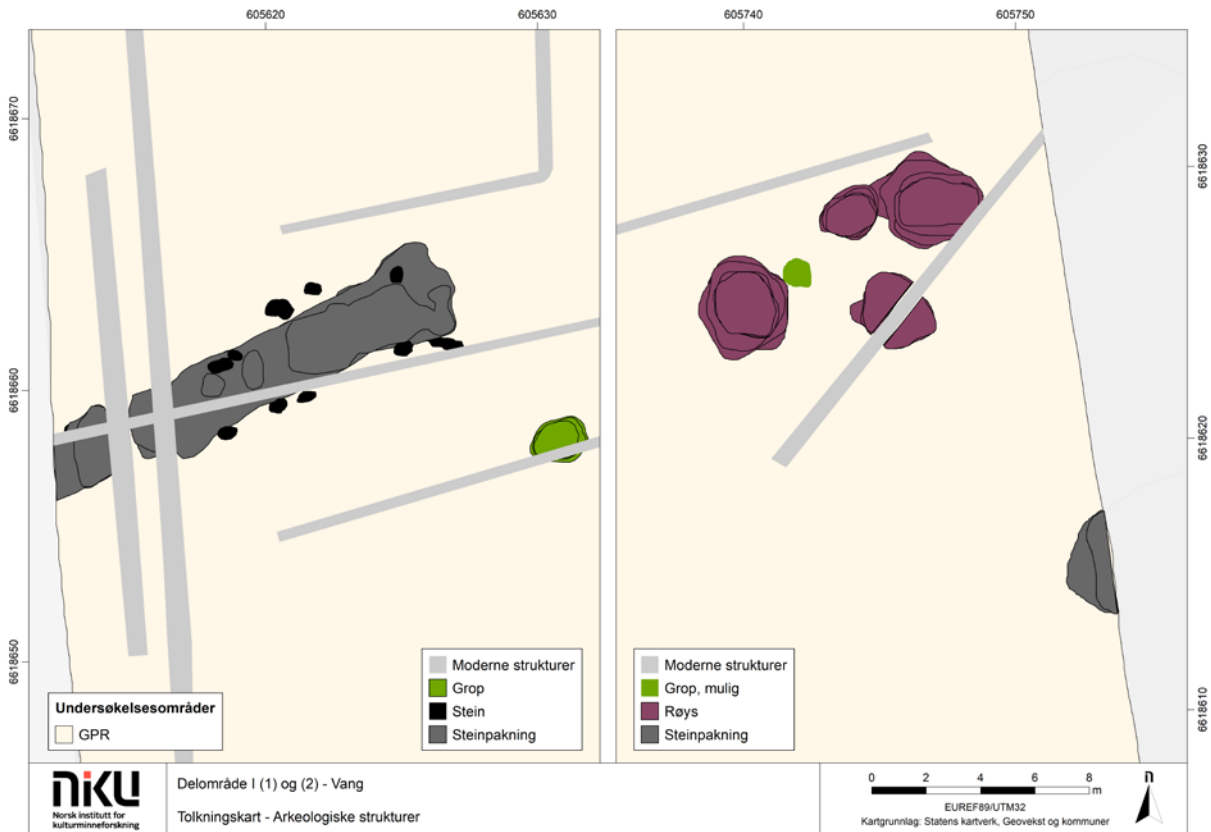 605620
605630
605740
605750
6618670
6618660
6618650
6618630
6618620
6618610
Undersøkelsesområder
GPR
Moderne strukturer
Grop
Stein
Steinpakning
Moderne strukturer
Grop, mulig
Røys
Steinpakning
NIKU
Norsk institutt for
kulturminneforskning
Delområde I (1) og (2) - Vang
Tolkningskart - Arkeologiske strukturer
0 2 4 6 8
m
EUREF89/UTM32
Kartgrunnlag: Statens kartverk, Geovekst og kommuner
n